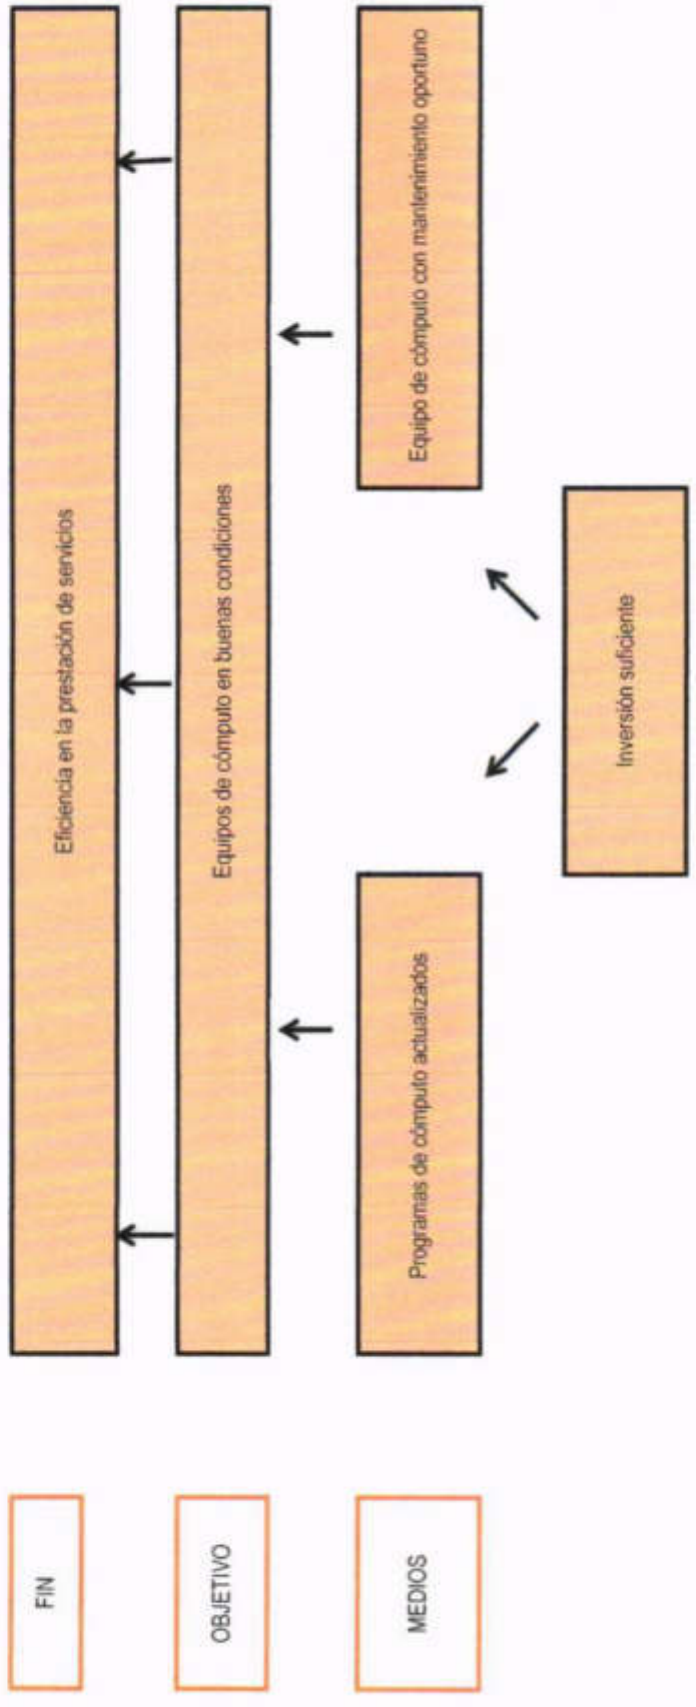 FIN
Eficiencia en la prestación de servicios
OBJETIVO
Equipos de cómputo en buenas condiciones
MEDIOS
Programas de cómputo actualizados
Equipo de cómputo con mantenimiento oportuno
Inversión suficiente